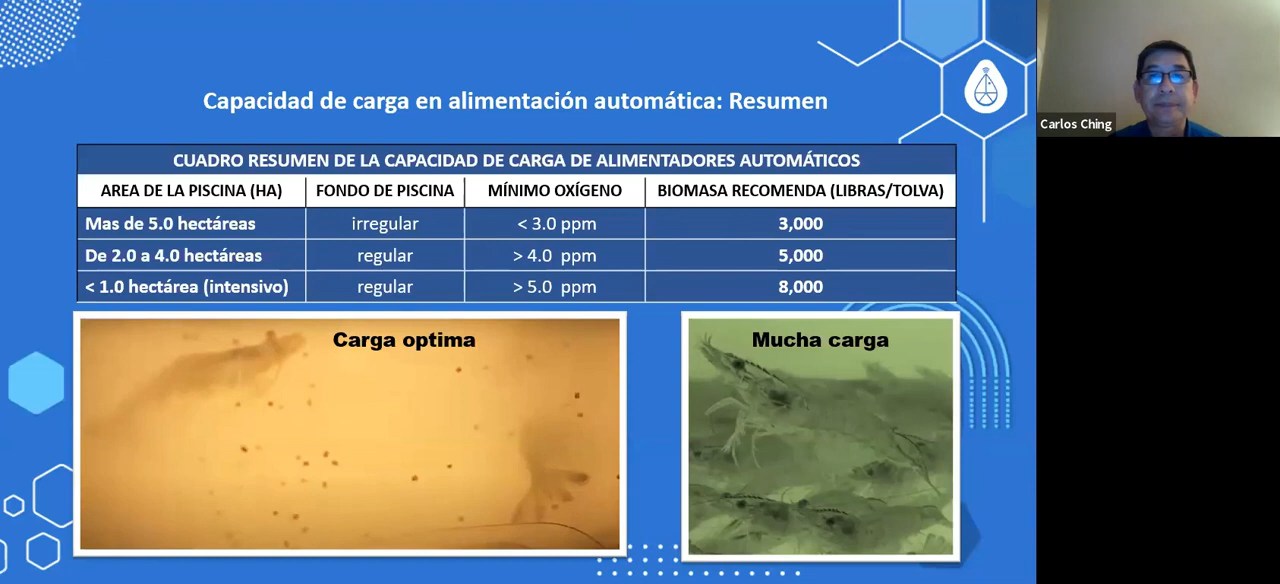 Capacidad de carga en alimentación automática: Resumen
CUADRO RESUMEN DE LA CAPACIDAD DE CARGA DE ALIMENTADORES AUTOMÁTICOS
AREA DE LA PISCINA (HA) FONDO DE PISCINA MÍNIMO OXÍGENO BIOMASA RECOMENDA (LIBRAS/TOLVA)
Mas de 5.0 hectáreas irregular < 3.0 ppm 3,000
De 2.0 a 4.0 hectáreas regular > 4.0 ppm 5,000
< 1.0 hectárea (intensivo) regular > 5.0 ppm 8,000
Carga optima
Mucha carga
Carlos Ching